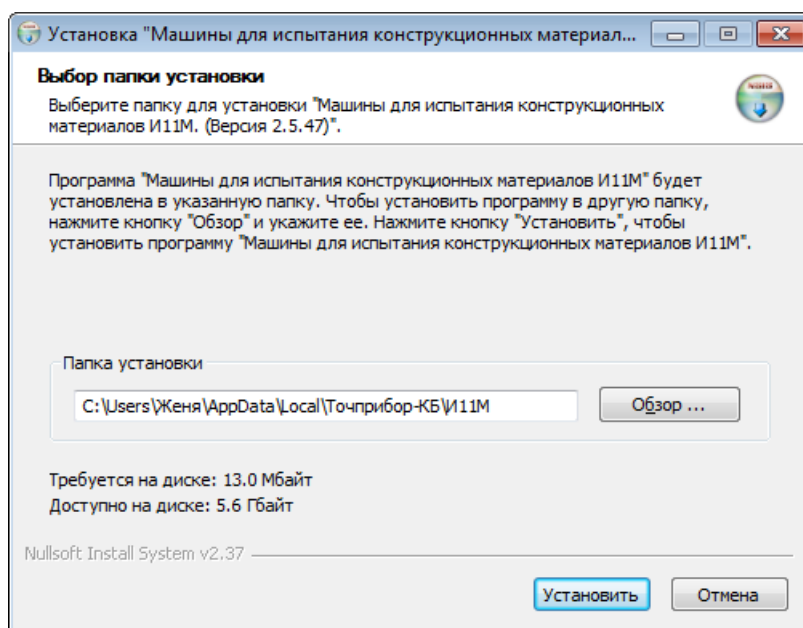 Установка "Машины для испытания конструкционных материал...
Выбор папки установки
Выберите папку для установки "Машины для испытания конструкционных
материалов И11М. (Версия 2.5.47)".
Программа "Машины для испытания конструкционных материалов И11М" будет
установлена в указанную папку. Чтобы установить программу в другую папку,
нажмите кнопку "Обзор" и укажите ее. Нажмите кнопку "Установить", чтобы
установить программу "Машины для испытания конструкционных материалов И11М".
Папка установки
C:\Users\Женя\AppData\Local\Точприбор-КБ\И11М
Обзор ...
Требуется на диске: 13.0 Мбайт
Доступно на диске: 5.6 Гбайт
Nullsoft Install System v2.37
Установить
Отмена